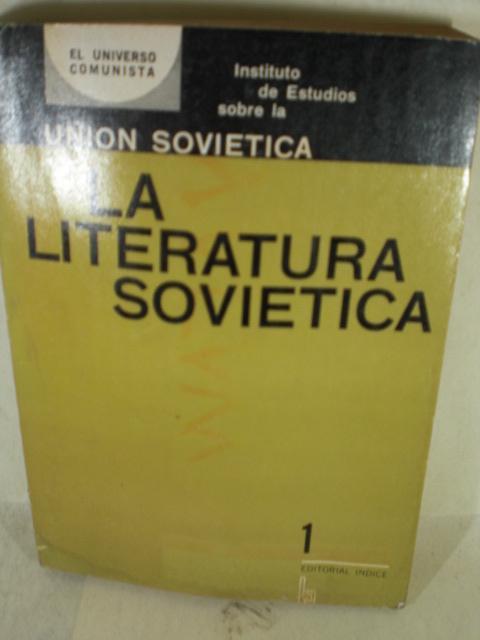 EL UNIVERSO
COMUNISTA
Instituto
de Estudios
sobre la
UNION SOVIETICA
LA
LITERATURA
SOVIETICA
1
EDITORIAL INDICE